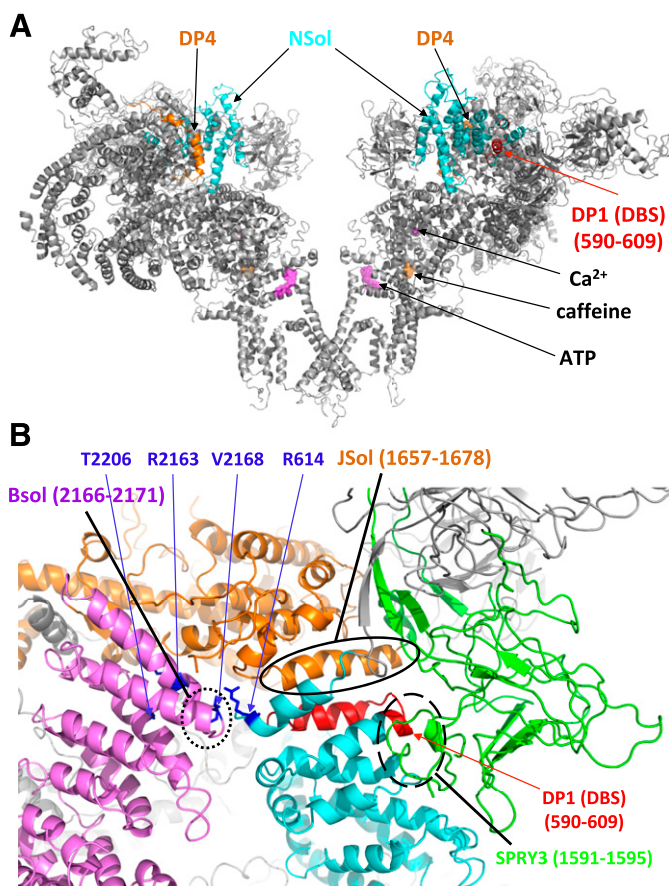 A
DP4
NSol
DP4
DP1 (DBS)
(590-609)
Ca²⁺
caffeine
ATP
B
T2206 R2163 V2168 R614 JSol (1657-1678)
Bsol (2166-2171)
DP1 (DBS)
(590-609)
SPRY3 (1591-1595)